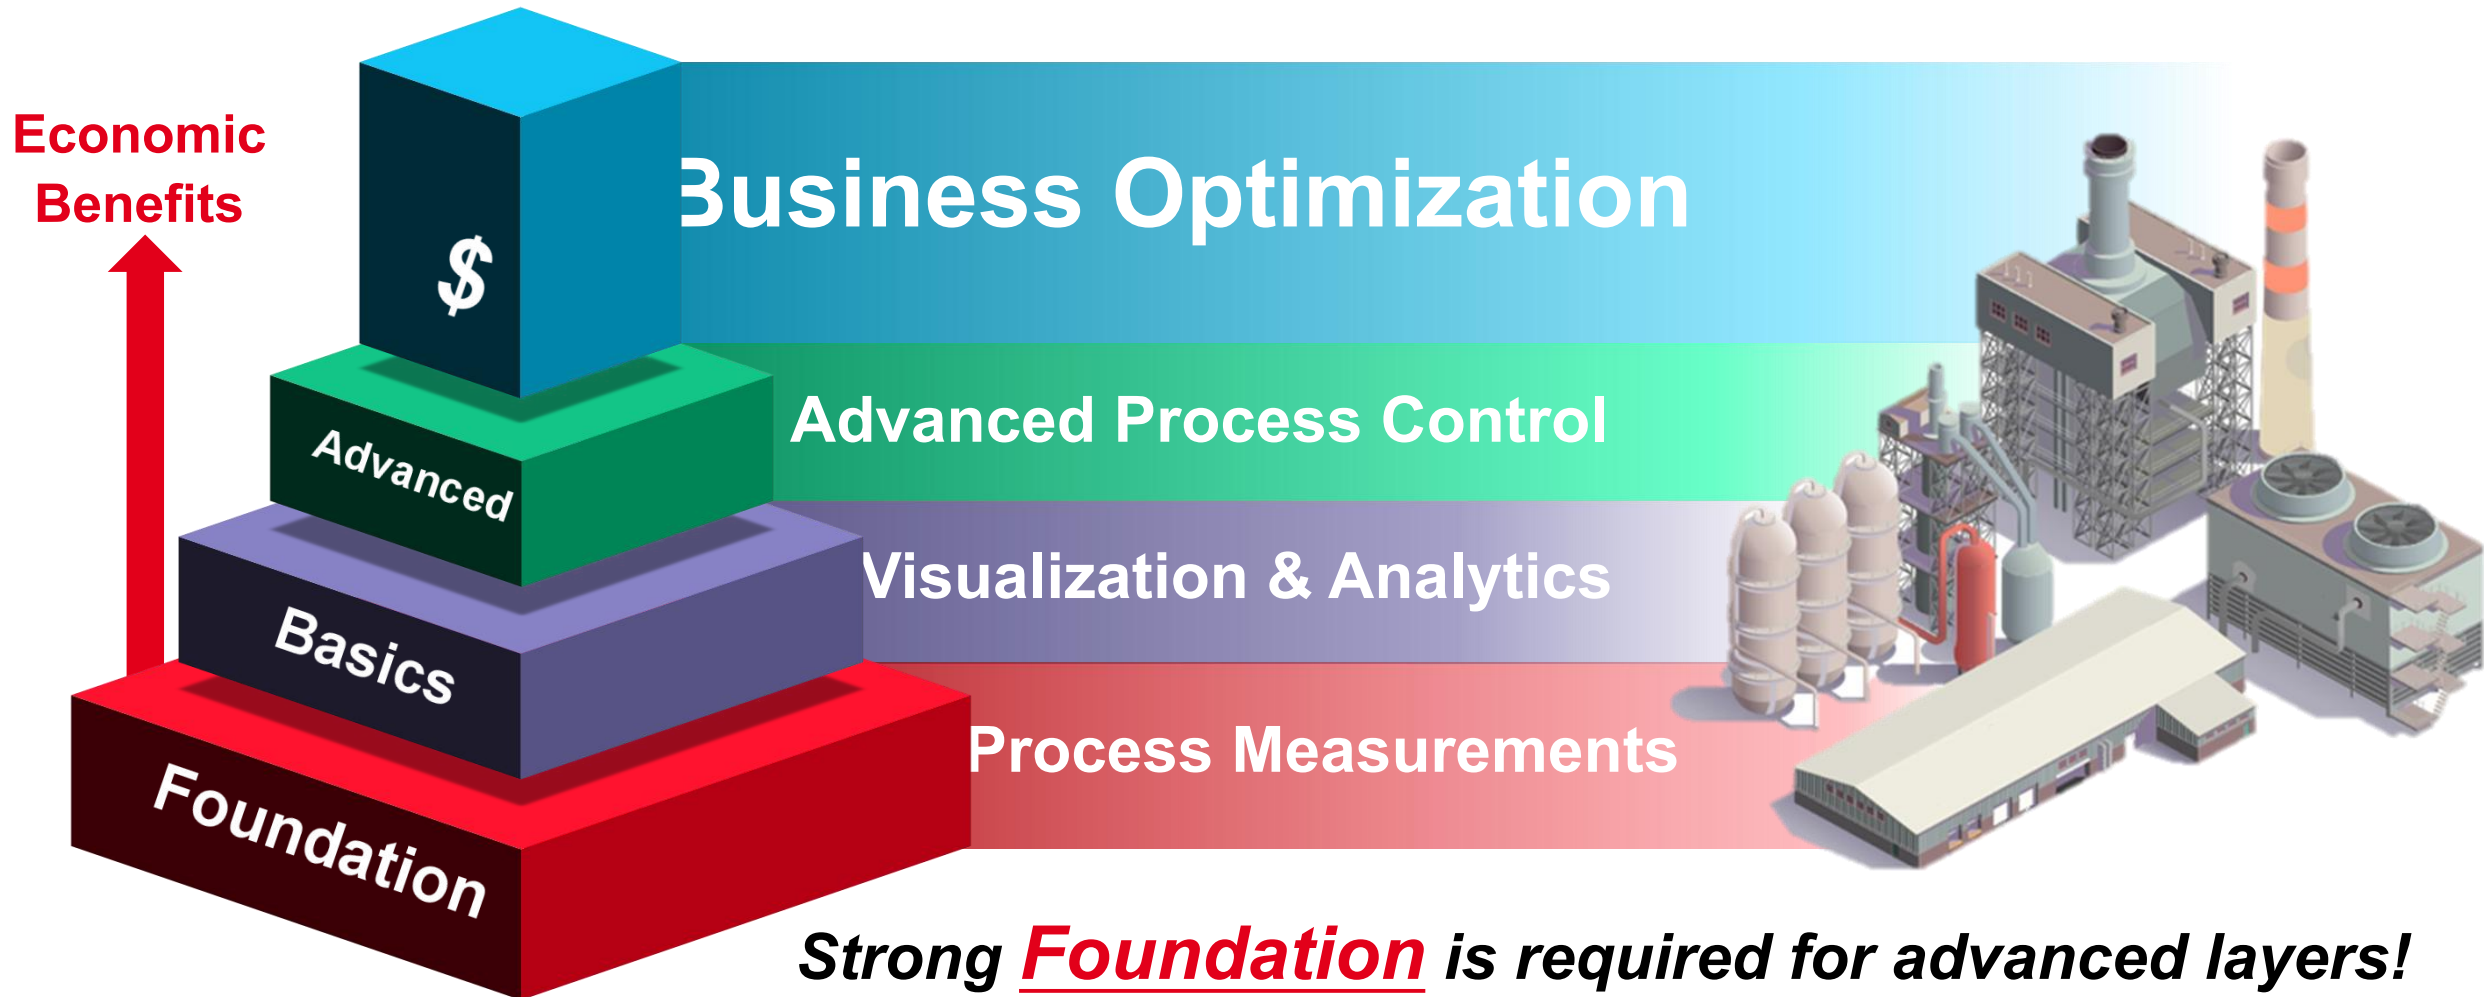 Economic
Benefits
$
Business Optimization
Advanced
Advanced Process Control
Basics
Visualization & Analytics
Foundation
Process Measurements
Strong Foundation is required for advanced layers!